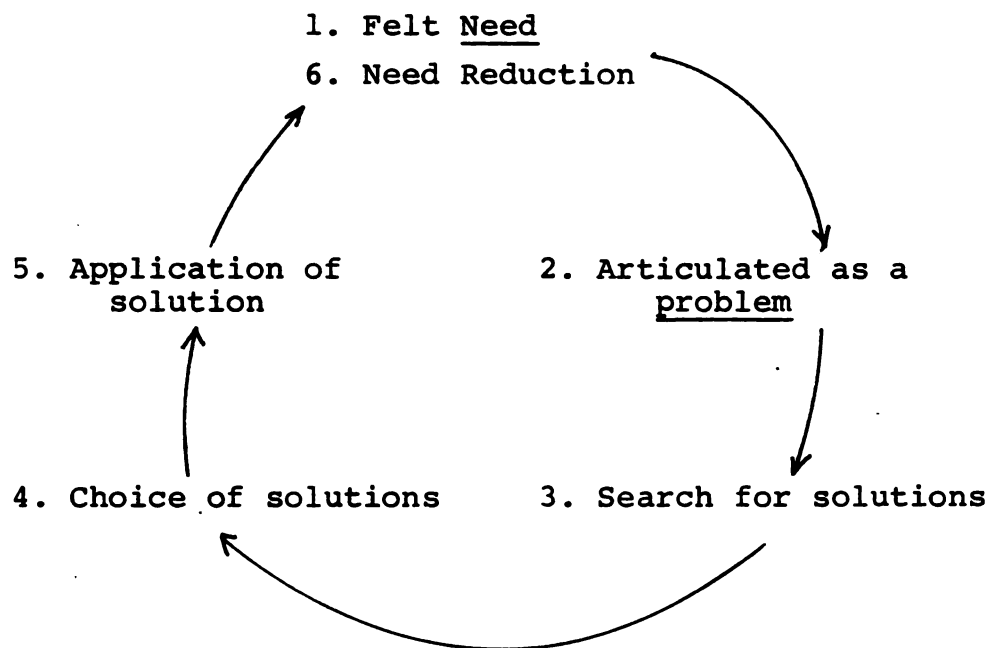 1. Felt Need
6. Need Reduction
2. Articulated as a
problem
3. Search for solutions
4. Choice of solutions
5. Application of
solution